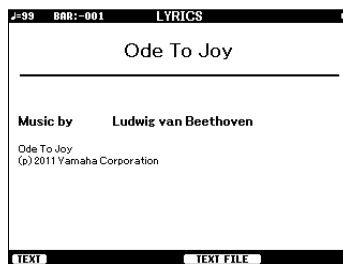 ♩=99 BAR:-001 LYRICS
Ode To Joy
Music by Ludwig van Beethoven
Ode To Joy
(p) 2011 Yamaha Corporation
TEXT TEXT FILE